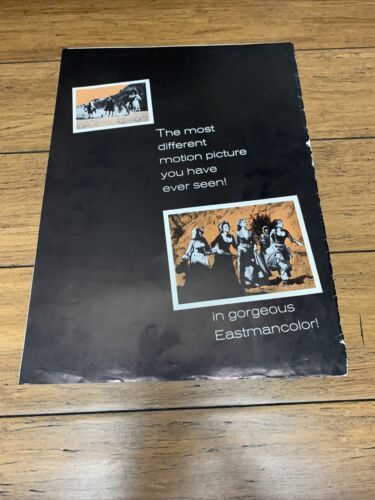 The most
different
motion picture
you have
ever seen!
in gorgeous
Eastmancolor!